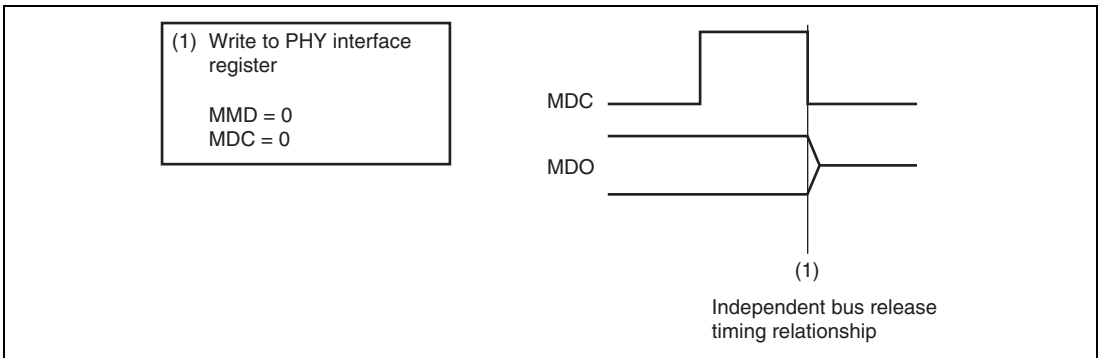 (1) Write to PHY interface
register
MMD = 0
MDC = 0
MDC
MDO
(1)
Independent bus release
timing relationship